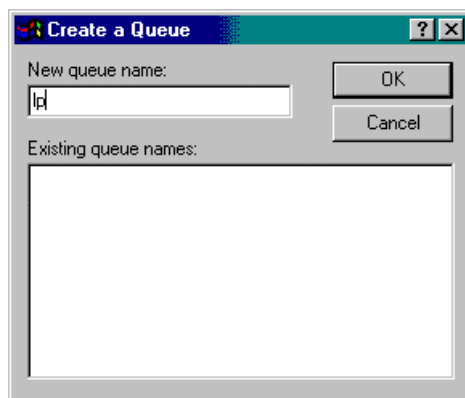 Create a Queue
New queue name:
lp
OK
Cancel
Existing queue names: